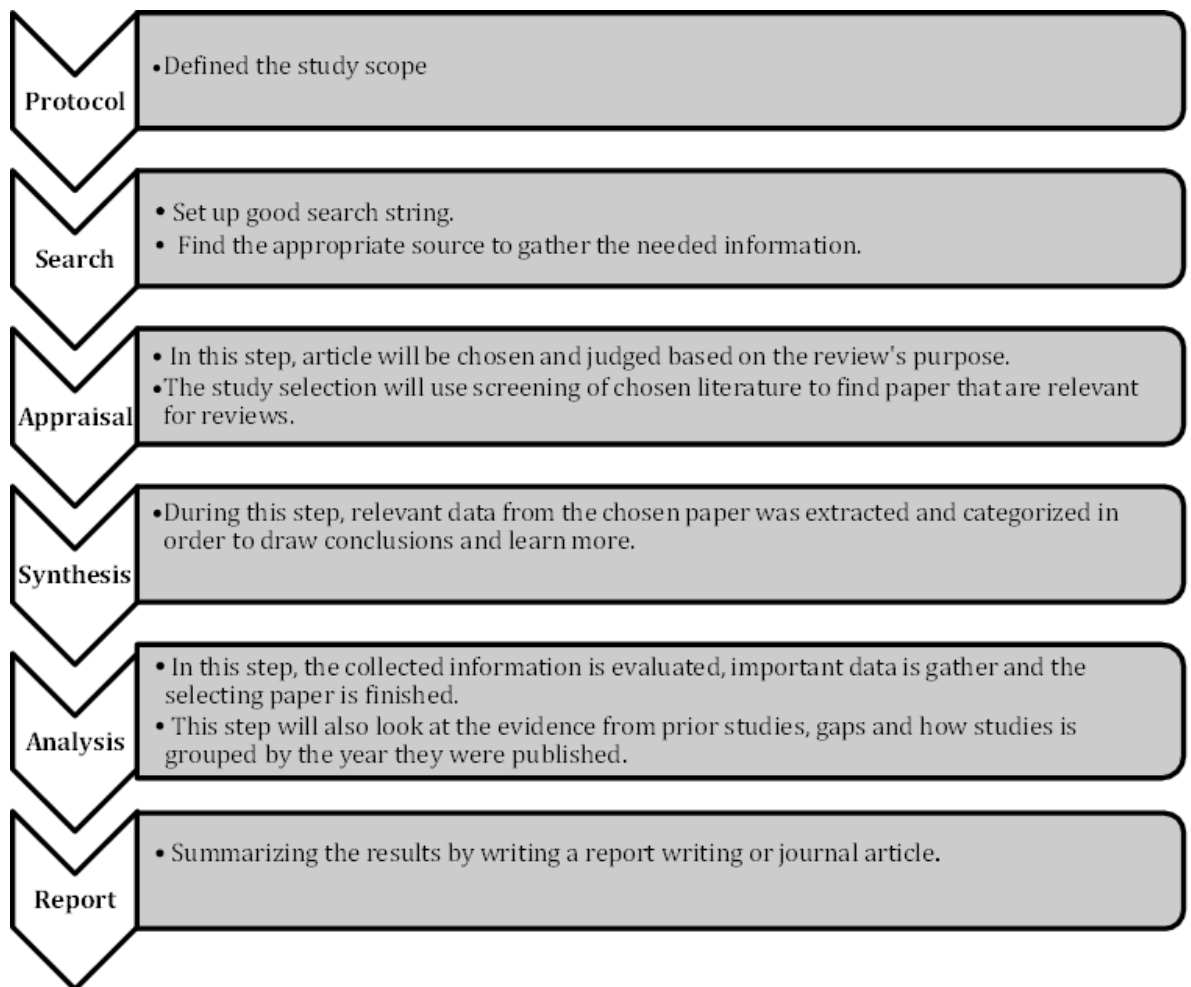 Protocol
•Defined the study scope
Search
• Set up good search string.
• Find the appropriate source to gather the needed information.
Appraisal
• In this step, article will be chosen and judged based on the review's purpose.
•The study selection will use screening of chosen literature to find paper that are relevant
for reviews.
Synthesis
•During this step, relevant data from the chosen paper was extracted and categorized in
order to draw conclusions and learn more.
Analysis
• In this step, the collected information is evaluated, important data is gather and the
selecting paper is finished.
• This step will also look at the evidence from prior studies, gaps and how studies is
grouped by the year they were published.
Report
• Summarizing the results by writing a report writing or journal article.